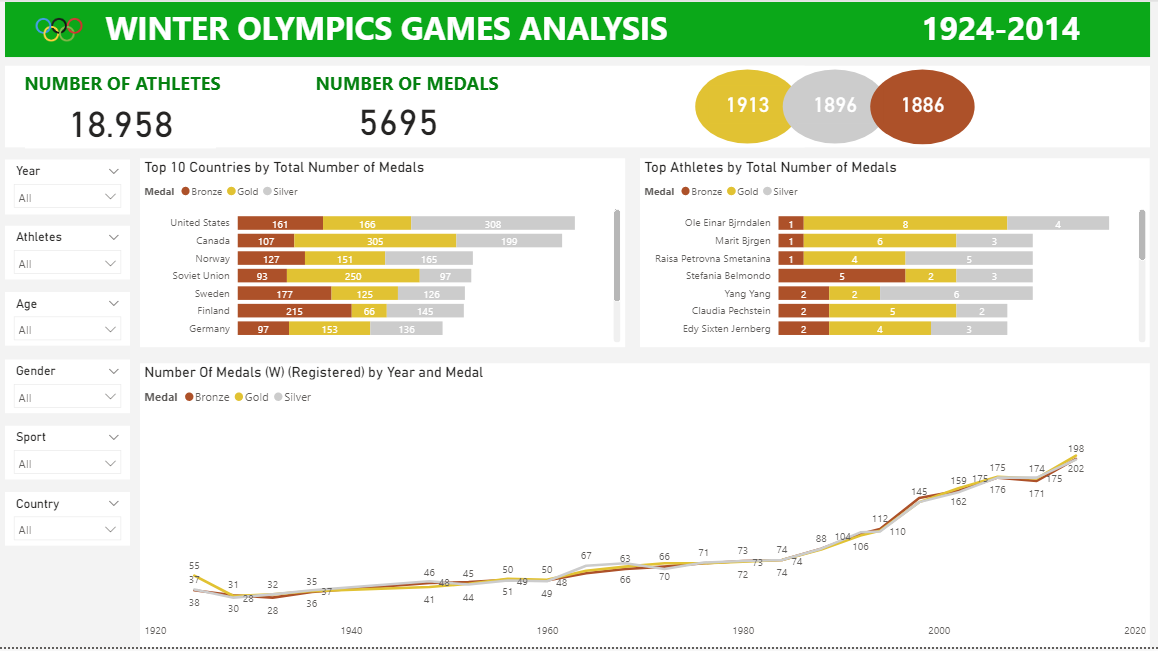 WINTER OLYMPICS GAMES ANALYSIS 1924-2014
NUMBER OF ATHLETES
18.958
NUMBER OF MEDALS
5695
1913 1896 1886
Year
All
Athletes
All
Age
All
Gender
All
Sport
All
Country
All
Top 10 Countries by Total Number of Medals
Medal Bronze Gold Silver
United States 161 166 308
Canada 107 305 199
Norway 127 151 165
Soviet Union 93 250 97
Sweden 177 125 126
Finland 215 66 145
Germany 97 153 136
Top Athletes by Total Number of Medals
Medal Bronze Gold Silver
Ole Einar Bjrndalen 1 8 4
Marit Bjrgen 1 6 3
Raisa Petrovna Smetanina 1 4 5
Stefania Belmondo 5 2 3
Yang Yang 2 2 6
Claudia Pechstein 2 5 2
Edy Sixten Jernberg 2 4 3
Number Of Medals (W) (Registered) by Year and Medal
Medal Bronze Gold Silver
55 37 38
31 28 30
32 28
35 37 36
46 48 41
45 44
50 49 51
50 48 49
67
63 66
66 70
71
73 73 72
74 74 74
88
104 106
112 110
145
159 175 162
175 176
174 175 171
198 202
1920 1940 1960 1980 2000 2020